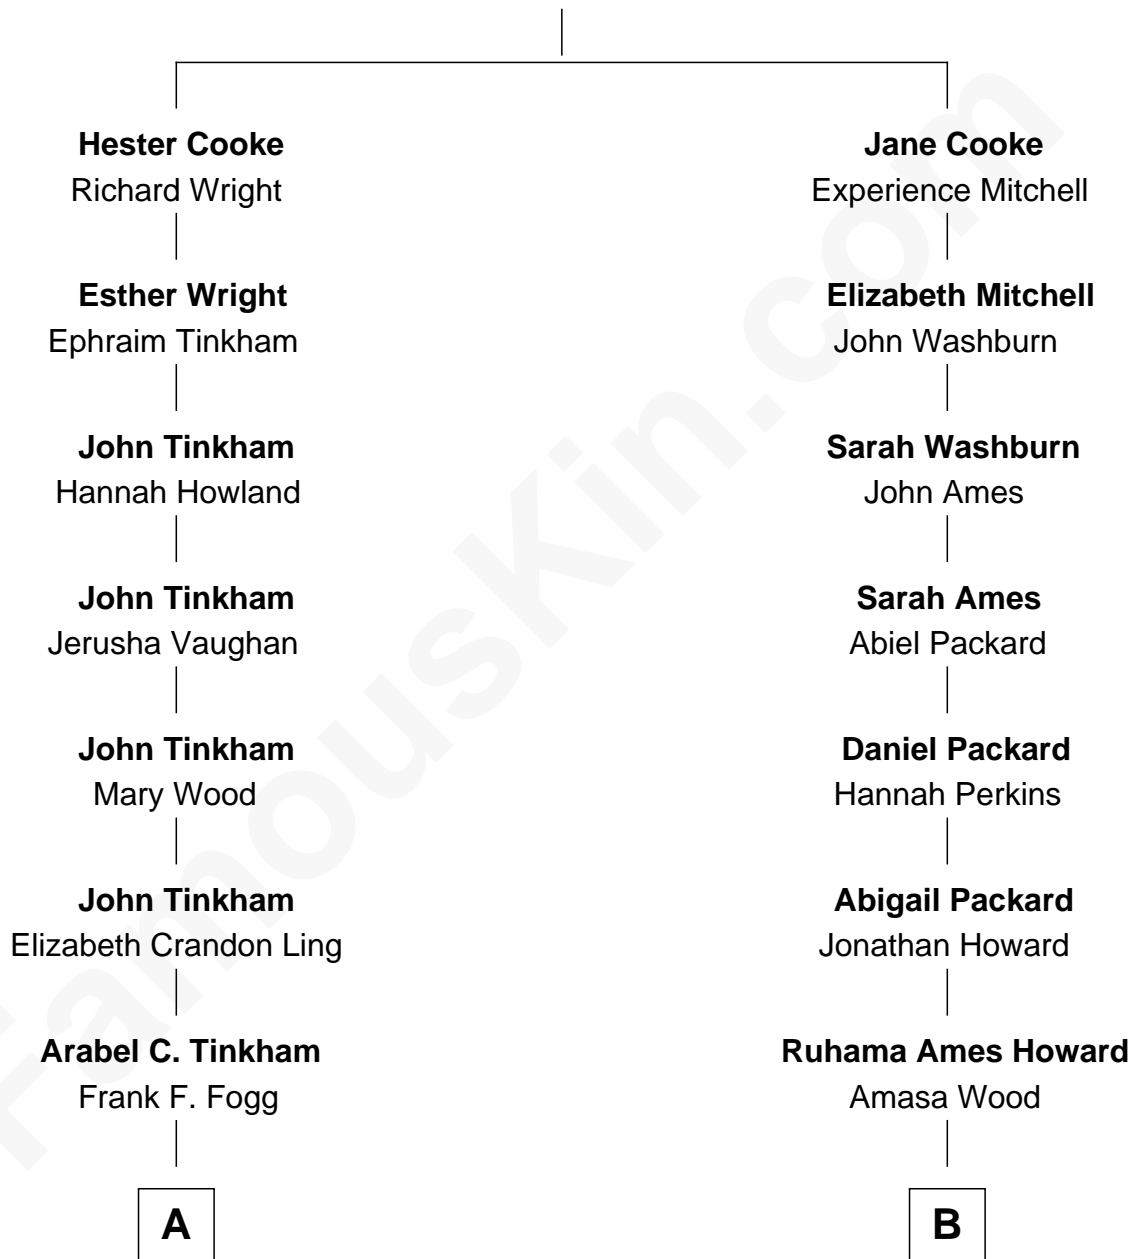 Hester Cooke
Richard Wright
Jane Cooke
Experience Mitchell
Esther Wright
Ephraim Tinkham
Elizabeth Mitchell
John Washburn
John Tinkham
Hannah Howland
Sarah Washburn
John Ames
John Tinkham
Jerusha Vaughan
Sarah Ames
Abiel Packard
John Tinkham
Mary Wood
Daniel Packard
Hannah Perkins
John Tinkham
Elizabeth Crandon Ling
Abigail Packard
Jonathan Howard
Arabel C. Tinkham
Frank F. Fogg
Ruhama Ames Howard
Amasa Wood
A
B
FamousKin.com